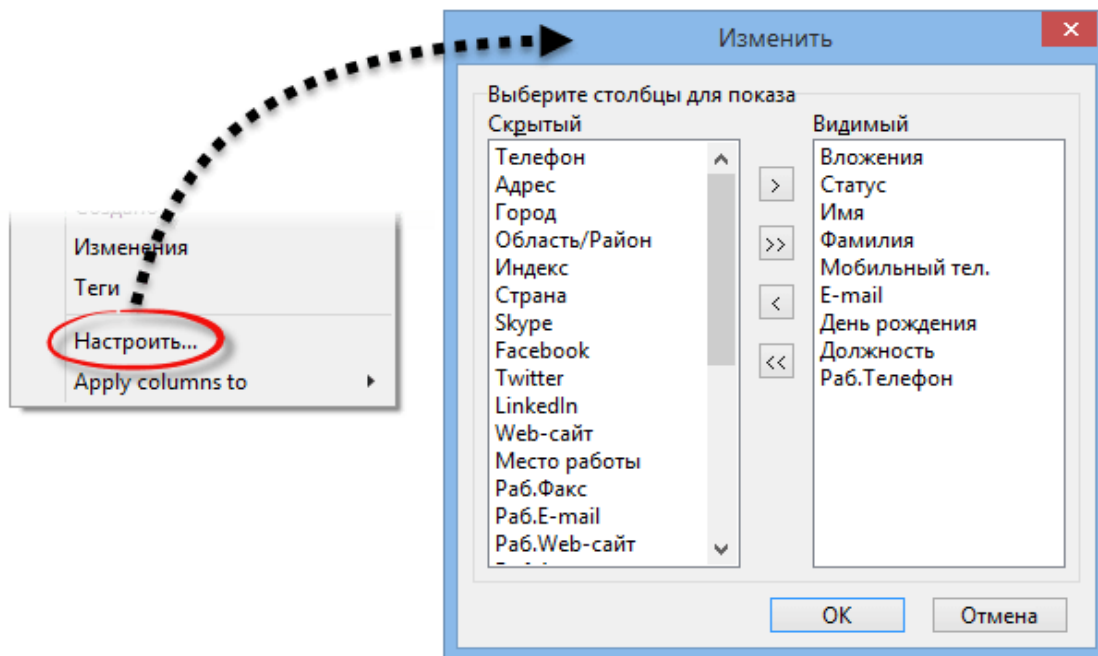 Изменения
Теги
Настроить...
Apply columns to
Изменить
Выберите столбцы для показа
Скрытый
Телефон
Адрес
Город
Область/Район
Индекс
Страна
Skype
Facebook
Twitter
LinkedIn
Web-сайт
Место работы
Раб.Факс
Раб.E-mail
Раб.Web-сайт
>
>>
<
<<
Видимый
Вложения
Статус
Имя
Фамилия
Мобильный тел.
E-mail
День рождения
Должность
Раб.Телефон
OK
Отмена